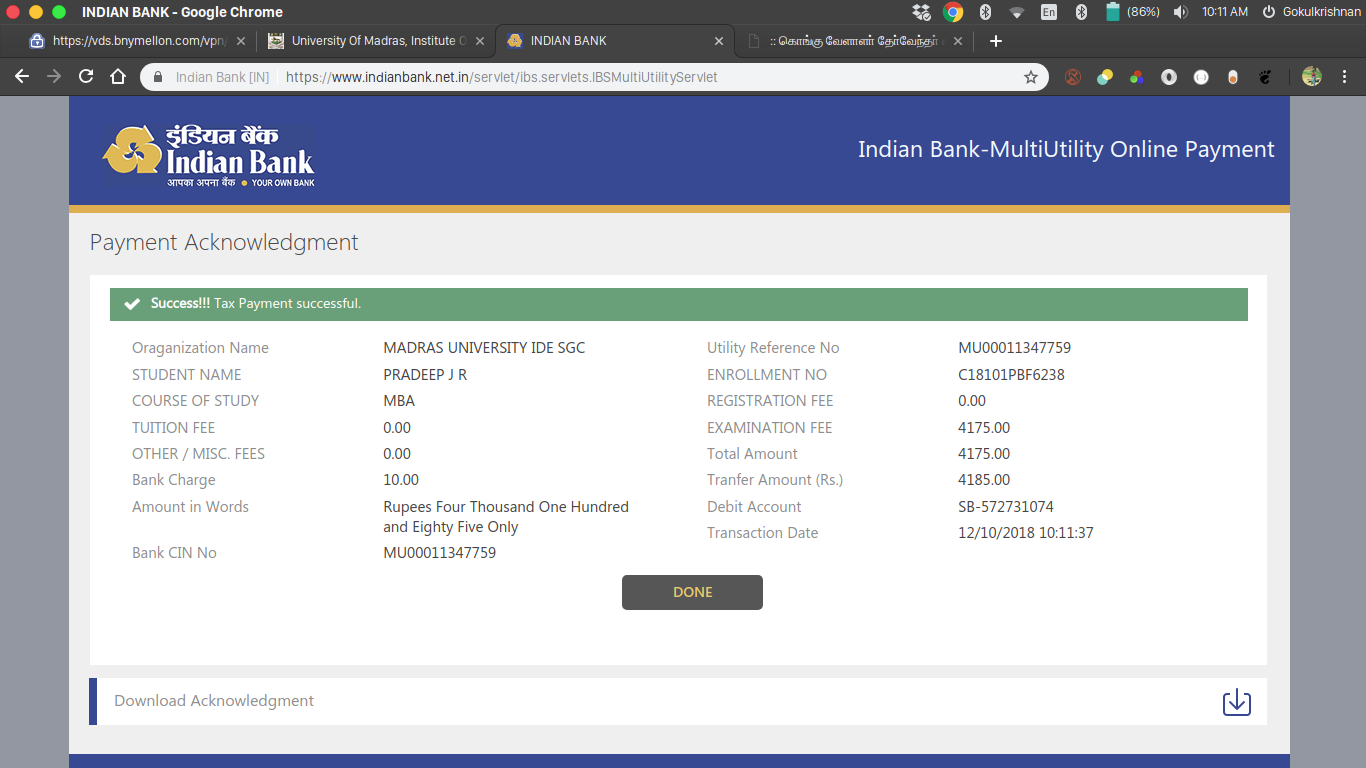 INDIAN BANK - Google Chrome
En
(86%)
10:11 AM
Gokulkrishnan
https://vds.bnymellon.com/vpn/
University Of Madras, Institute O
INDIAN BANK
:: கொங்கு வேளாளர் தேர்வேந்தர்
Indian Bank [IN]
https://www.indianbank.net.in/servlet/ibs.servlets.IBSMultiUtilityServlet
इंडियन बैंक
Indian Bank
आपका अपना बैंक • YOUR OWN BANK
Indian Bank-MultiUtility Online Payment
Payment Acknowledgment
Success!!! Tax Payment successful.
Oraganization Name MADRAS UNIVERSITY IDE SGC Utility Reference No MU00011347759
STUDENT NAME PRADEEP J R ENROLLMENT NO C18101PBF6238
COURSE OF STUDY MBA REGISTRATION FEE 0.00
TUITION FEE 0.00 EXAMINATION FEE 4175.00
OTHER / MISC. FEES 0.00 Total Amount 4175.00
Bank Charge 10.00 Tranfer Amount (Rs.) 4185.00
Amount in Words Rupees Four Thousand One Hundred Debit Account SB-572731074
and Eighty Five Only
Transaction Date 12/10/2018 10:11:37
Bank CIN No MU00011347759
DONE
Download Acknowledgment